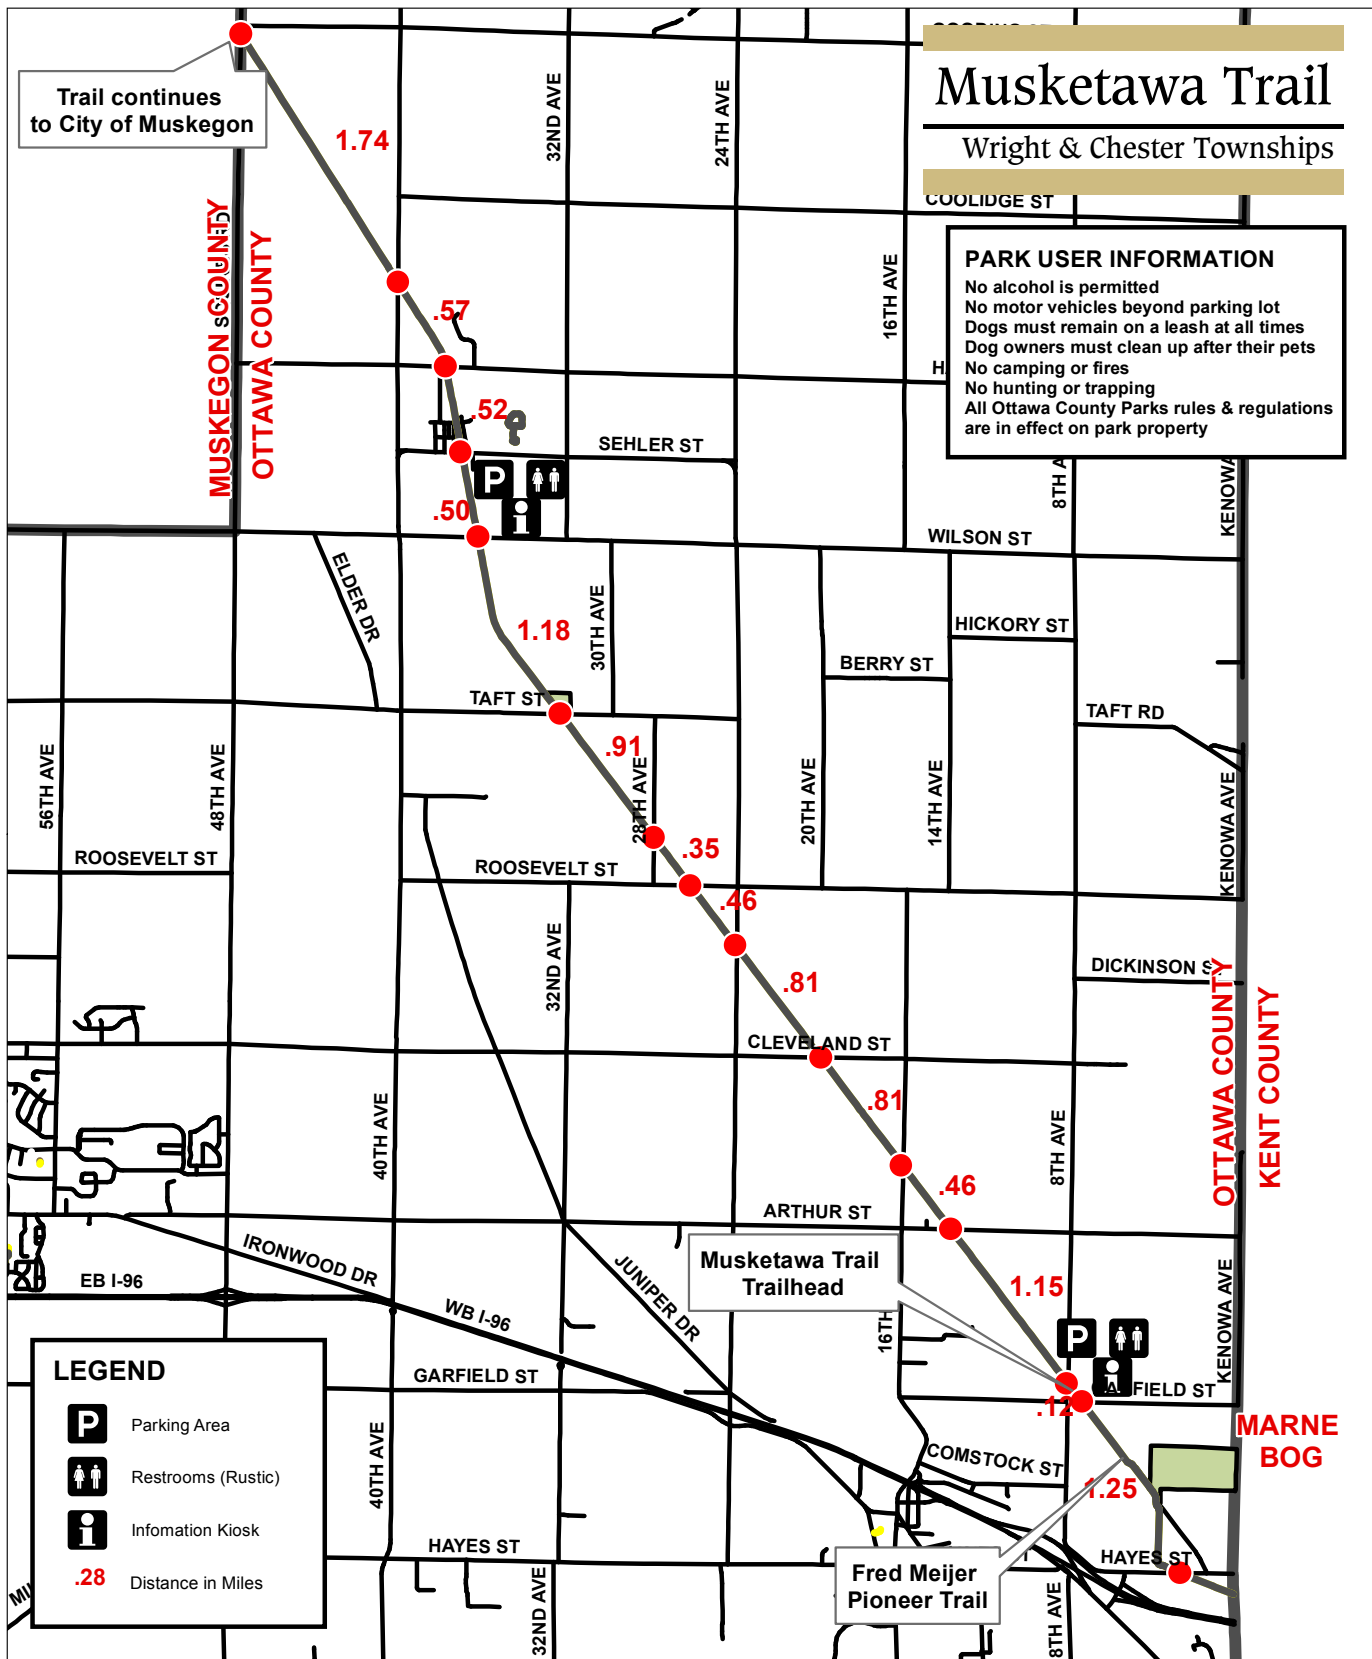 Musketawa Trail
Wright & Chester Townships
Trail continues
to City of Muskegon
1.74
32ND AVE
24TH AVE
COOLIDGE ST
MUSKEGON COUNTY
OTTAWA COUNTY
16TH AVE
PARK USER INFORMATION
No alcohol is permitted
No motor vehicles beyond parking lot
Dogs must remain on a leash at all times
Dog owners must clean up after their pets
No camping or fires
No hunting or trapping
All Ottawa County Parks rules & regulations
are in effect on park property
.57
.52
SEHLER ST
P
i
.50
8TH A
KENOWA
WILSON ST
ELDER DR
30TH AVE
1.18
HICKORY ST
BERRY ST
TAFT ST
TAFT RD
.91
56TH AVE
48TH AVE
28TH AVE
20TH AVE
14TH AVE
KENOWA AVE
.35
ROOSEVELT ST
ROOSEVELT ST
.46
32ND AVE
.81
DICKINSON S
CLEVELAND ST
OTTAWA COUNTY
KENT COUNTY
.81
40TH AVE
8TH AVE
.46
ARTHUR ST
IRONWOOD DR
EB I-96
WB I-96
JUNIPER DR
Musketawa Trail
Trailhead
1.15
16TH
P
i
KENOWA AVE
GARFIELD ST
FIELD ST
.12
MARNE
BOG
COMSTOCK ST
1.25
40TH AVE
HAYES ST
HAYES ST
Fred Meijer
Pioneer Trail
32ND AVE
8TH AVE
LEGEND
P Parking Area
Restrooms (Rustic)
i Infomation Kiosk
.28 Distance in Miles